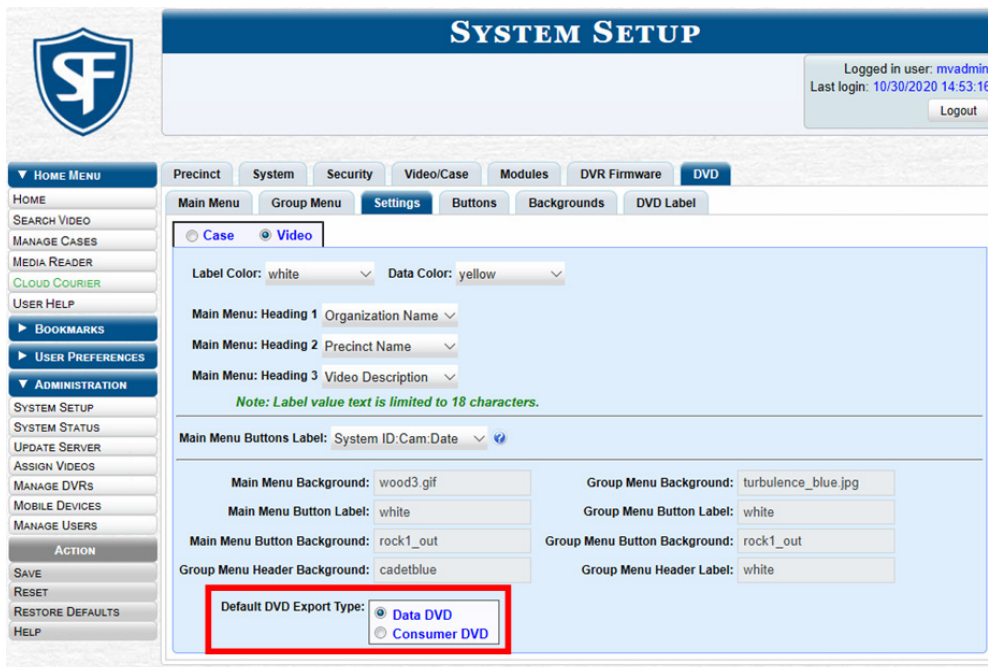 SYSTEM SETUP
SF
Logged in user: mvadmin
Last login: 10/30/2020 14:53:16
Logout
▼ HOME MENU
HOME
SEARCH VIDEO
MANAGE CASES
MEDIA READER
CLOUD COURIER
USER HELP
▶ BOOKMARKS
▶ USER PREFERENCES
▼ ADMINISTRATION
SYSTEM SETUP
SYSTEM STATUS
UPDATE SERVER
ASSIGN VIDEOS
MANAGE DVRS
MOBILE DEVICES
MANAGE USERS
ACTION
SAVE
RESET
RESTORE DEFAULTS
HELP
Precinct System Security Video/Case Modules DVR Firmware DVD
Main Menu Group Menu Settings Buttons Backgrounds DVD Label
Case Video
Label Color: white Data Color: yellow
Main Menu: Heading 1 Organization Name
Main Menu: Heading 2 Precinct Name
Main Menu: Heading 3 Video Description
Note: Label value text is limited to 18 characters.
Main Menu Buttons Label: System ID:Cam:Date ?
Main Menu Background: wood3.gif Group Menu Background: turbulence_blue.jpg
Main Menu Button Label: white Group Menu Button Label: white
Main Menu Button Background: rock1_out Group Menu Button Background: rock1_out
Group Menu Header Background: cadetblue Group Menu Header Label: white
Default DVD Export Type: Data DVD
Consumer DVD